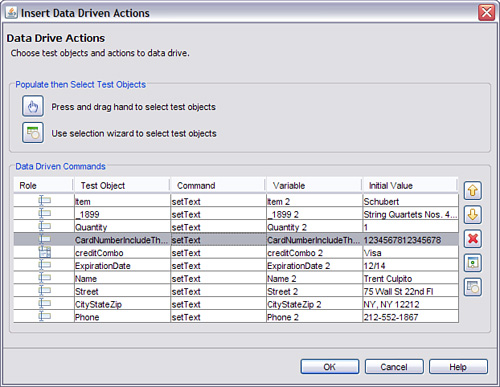 Insert Data Driven Actions
Data Drive Actions
Choose test objects and actions to data drive.
Populate then Select Test Objects
Press and drag hand to select test objects
Use selection wizard to select test objects
Data Driven Commands
Role Test Object Command Variable Initial Value
Item setText Item 2 Schubert
_1899 setText _1899 2 String Quartets Nos. 4...
Quantity setText Quantity 2 1
CardNumberIncludeTh... setText CardNumberIncludeTh... 1234567812345678
creditCombo setText creditCombo 2 Visa
ExpirationDate setText ExpirationDate 2 12/14
Name setText Name 2 Trent Culpito
Street setText Street 2 75 Wall St 22nd Fl
CityStateZip setText CityStateZip 2 NY, NY 12212
Phone setText Phone 2 212-552-1867
OK Cancel Help